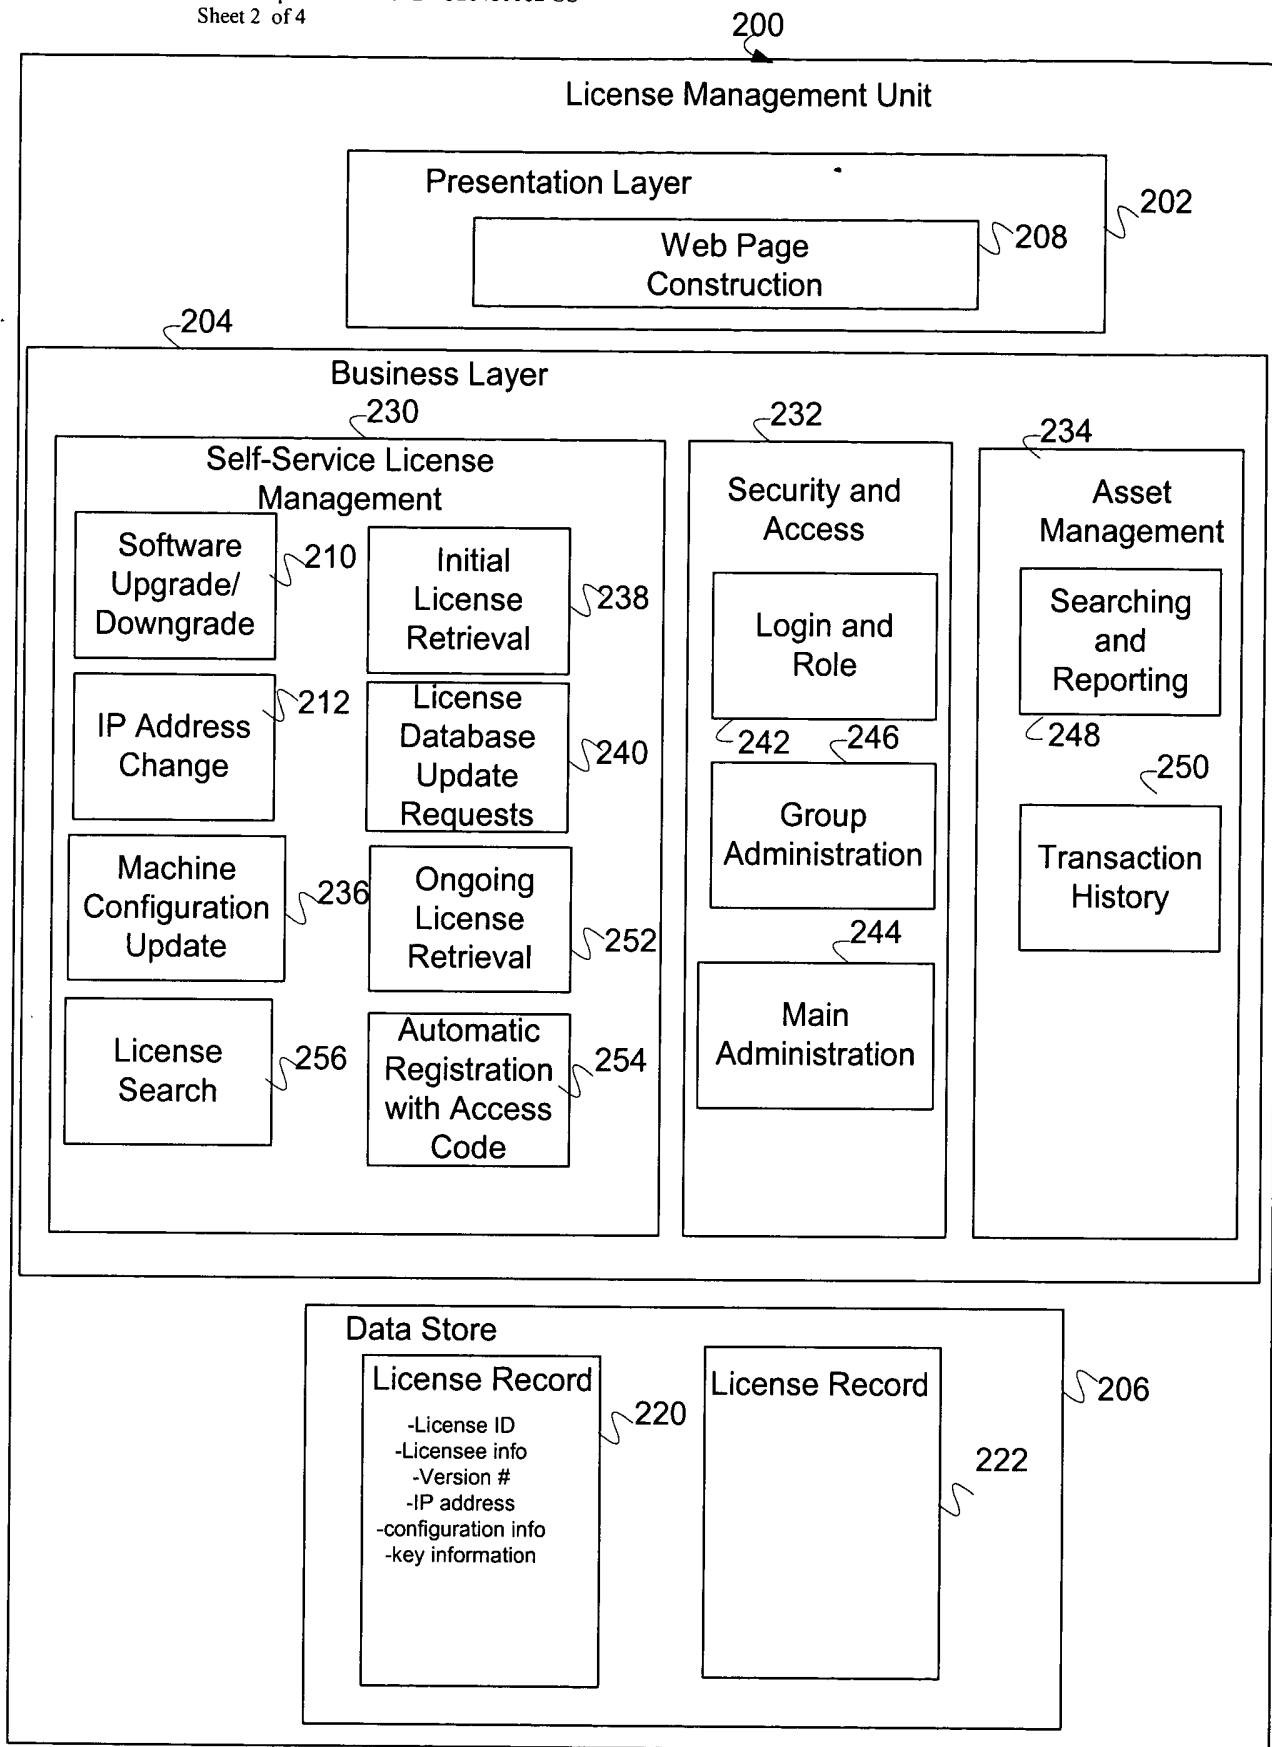 Sheet 2 of 4
200
License Management Unit
Presentation Layer
202
Web Page
Construction
208
204
Business Layer
230
Self-Service License
Management
Software
Upgrade/
Downgrade
210
Initial
License
Retrieval
238
IP Address
Change
212
License
Database
Update
Requests
240
Machine
Configuration
Update
236
Ongoing
License
Retrieval
252
License
Search
256
Automatic
Registration
with Access
Code
254
232
Security and
Access
Login and
Role
242
246
Group
Administration
244
Main
Administration
234
Asset
Management
Searching
and
Reporting
248
250
Transaction
History
Data Store
206
License Record
-License ID
-Licensee info
-Version #
-IP address
-configuration info
-key information
220
License Record
222